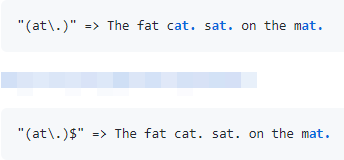 "(at\.)" => The fat cat. sat. on the mat.
"(at\.)$" => The fat cat. sat. on the mat.